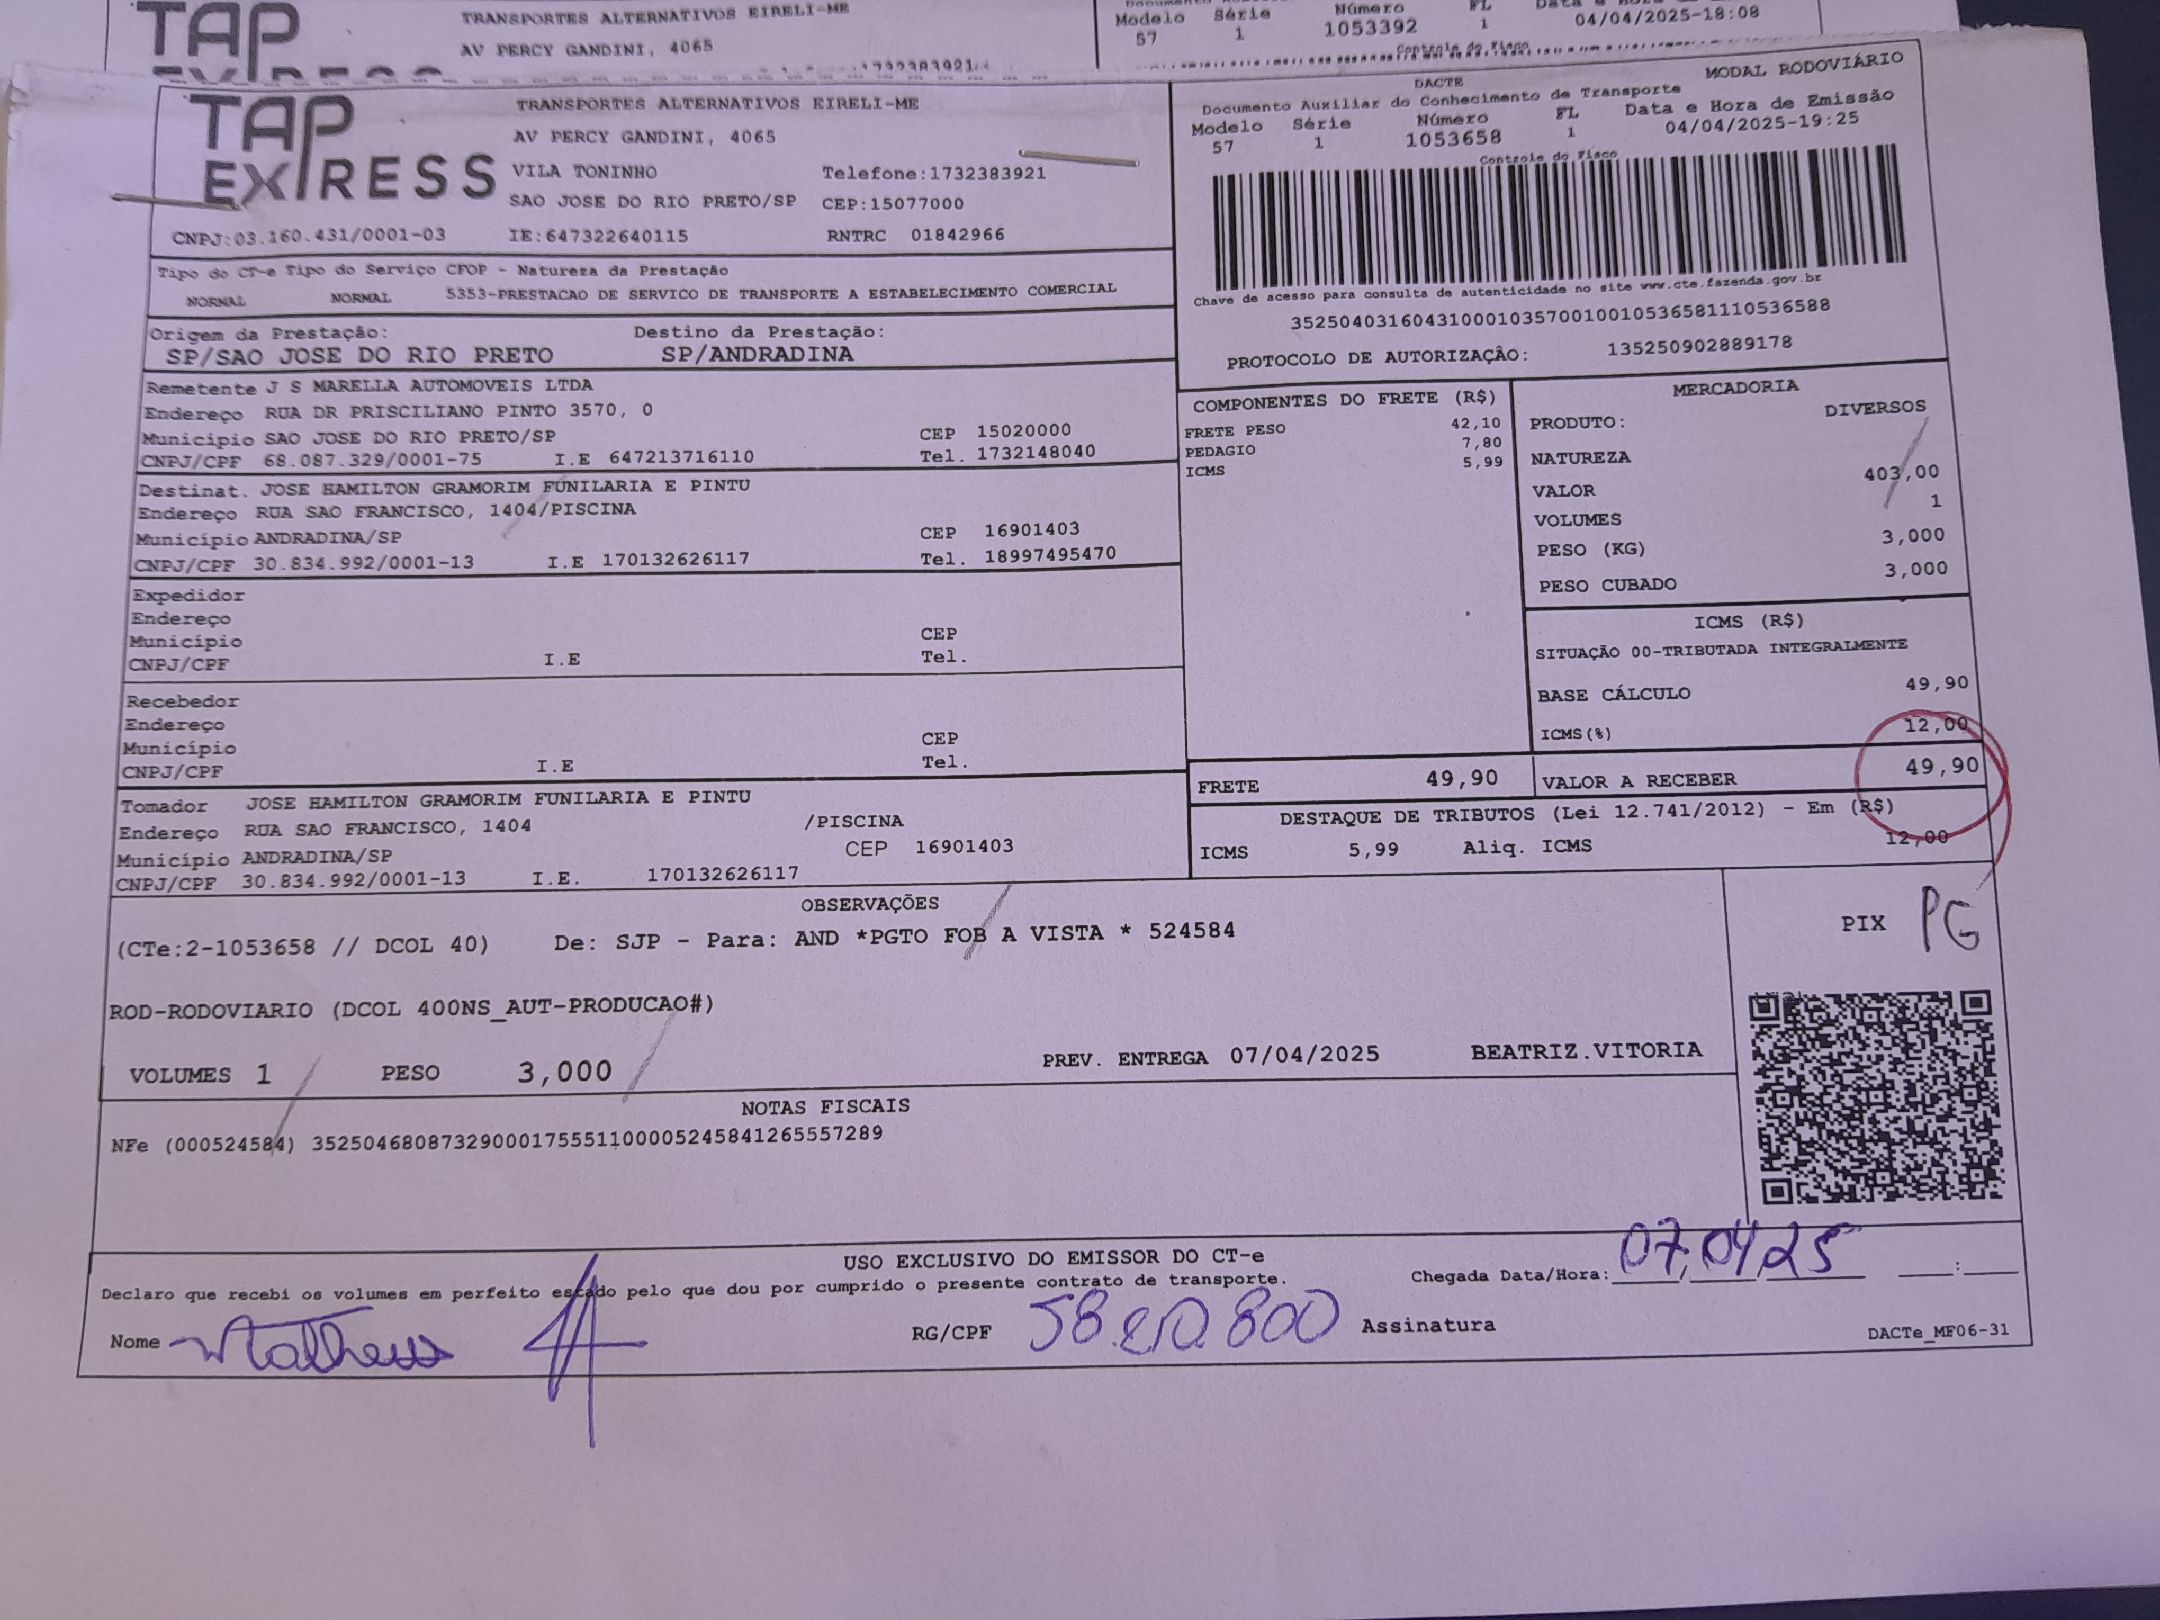 TAP
TRANSPORTES ALTERNATIVOS EIRELI-ME
AV PERCY GANDINI, 4065
Modelo Série Número FL
57 1 1053392 1 04/04/2025-18:08
Controle do Fisco
TAP EXPRESS
TRANSPORTES ALTERNATIVOS EIRELI-ME
AV PERCY GANDINI, 4065
VILA TONINHO Telefone:1732383921
SAO JOSE DO RIO PRETO/SP CEP:15077000
CNPJ:03.160.431/0001-03 IE:647322640115 RNTRC 01842966
DACTE MODAL RODOVIÁRIO
Documento Auxiliar do Conhecimento de Transporte
Modelo Série Número FL Data e Hora de Emissão
57 1 1053658 1 04/04/2025-19:25
Controle do Fisco
Chave de acesso para consulta de autenticidade no site www.cte.fazenda.gov.br
35250403160431000103570010010536581110536588
PROTOCOLO DE AUTORIZAÇÃO: 135250902889178
Tipo do CT-e Tipo do Serviço CFOP - Natureza da Prestação
NORMAL NORMAL 5353-PRESTACAO DE SERVICO DE TRANSPORTE A ESTABELECIMENTO COMERCIAL
Origem da Prestação: Destino da Prestação:
SP/SAO JOSE DO RIO PRETO SP/ANDRADINA
Remetente J S MARELLA AUTOMOVEIS LTDA
Endereço RUA DR PRISCILIANO PINTO 3570, 0
Município SAO JOSE DO RIO PRETO/SP CEP 15020000
CNPJ/CPF 68.087.329/0001-75 I.E 647213716110 Tel. 1732148040
Destinat. JOSE HAMILTON GRAMORIM FUNILARIA E PINTU
Endereço RUA SAO FRANCISCO, 1404/PISCINA
Município ANDRADINA/SP CEP 16901403
CNPJ/CPF 30.834.992/0001-13 I.E 170132626117 Tel. 18997495470
Expedidor
Endereço
Município CEP
CNPJ/CPF I.E Tel.
Recebedor
Endereço
Município CEP
CNPJ/CPF I.E Tel.
Tomador JOSE HAMILTON GRAMORIM FUNILARIA E PINTU
Endereço RUA SAO FRANCISCO, 1404 /PISCINA
Município ANDRADINA/SP CEP 16901403
CNPJ/CPF 30.834.992/0001-13 I.E. 170132626117
COMPONENTES DO FRETE (R$)
FRETE PESO 42,10
PEDAGIO 7,80
ICMS 5,99
MERCADORIA
PRODUTO: DIVERSOS
NATUREZA
VALOR 403,00
VOLUMES 1
PESO (KG) 3,000
PESO CUBADO 3,000
ICMS (R$)
SITUAÇÃO 00-TRIBUTADA INTEGRALMENTE
BASE CÁLCULO 49,90
ICMS(%) 12,00
FRETE 49,90 VALOR A RECEBER 49,90
DESTAQUE DE TRIBUTOS (Lei 12.741/2012) - Em (R$)
ICMS 5,99 Aliq. ICMS 12,00
OBSERVAÇÕES
(CTe:2-1053658 // DCOL 40) De: SJP - Para: AND *PGTO FOB A VISTA * 524584
ROD-RODOVIARIO (DCOL 400NS_AUT-PRODUCAO#)
VOLUMES 1 PESO 3,000 PREV. ENTREGA 07/04/2025 BEATRIZ.VITORIA
PIX PG
NOTAS FISCAIS
NFe (000524584) 35250468087329000175551100005245841265557289
USO EXCLUSIVO DO EMISSOR DO CT-e
Declaro que recebi os volumes em perfeito estado pelo que dou por cumprido o presente contrato de transporte.
Chegada Data/Hora: 07/04/25 :
Nome Matheus RG/CPF Assinatura
DACTe_MF06-31